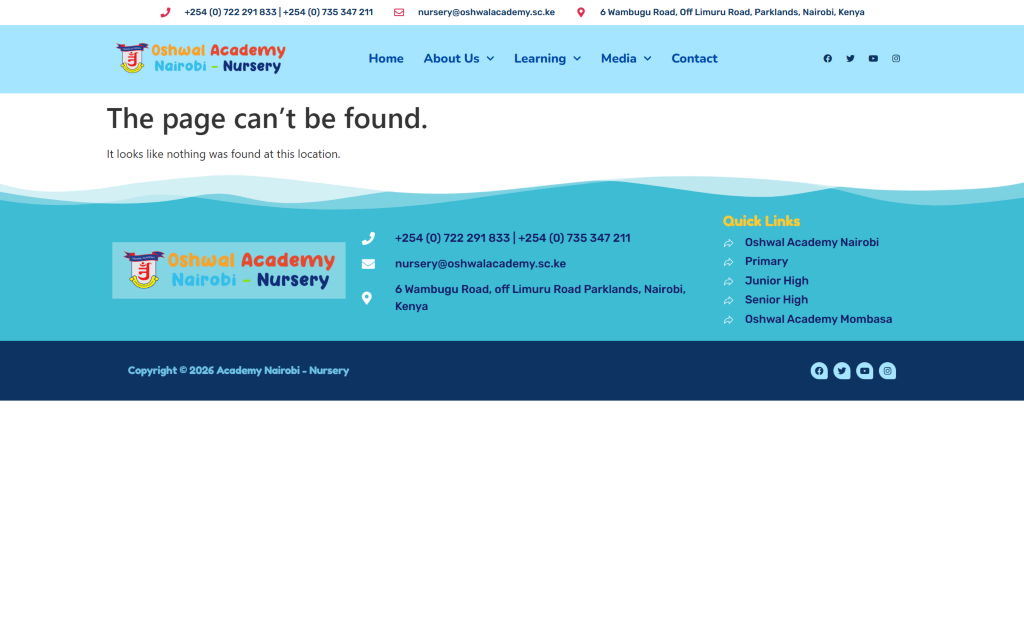 +254 (0) 722 291 833 | +254 (0) 735 347 211
nursery@oshwalacademy.sc.ke
6 Wambugu Road, Off Limuru Road, Parklands, Nairobi, Kenya
Oshwal Academy
Nairobi - Nursery
Home
About Us
Learning
Media
Contact
The page can’t be found.
It looks like nothing was found at this location.
Oshwal Academy
Nairobi - Nursery
+254 (0) 722 291 833 | +254 (0) 735 347 211
nursery@oshwalacademy.sc.ke
6 Wambugu Road, off Limuru Road Parklands, Nairobi,
Kenya
Quick Links
Oshwal Academy Nairobi
Primary
Junior High
Senior High
Oshwal Academy Mombasa
Copyright © 2026 Academy Nairobi - Nursery